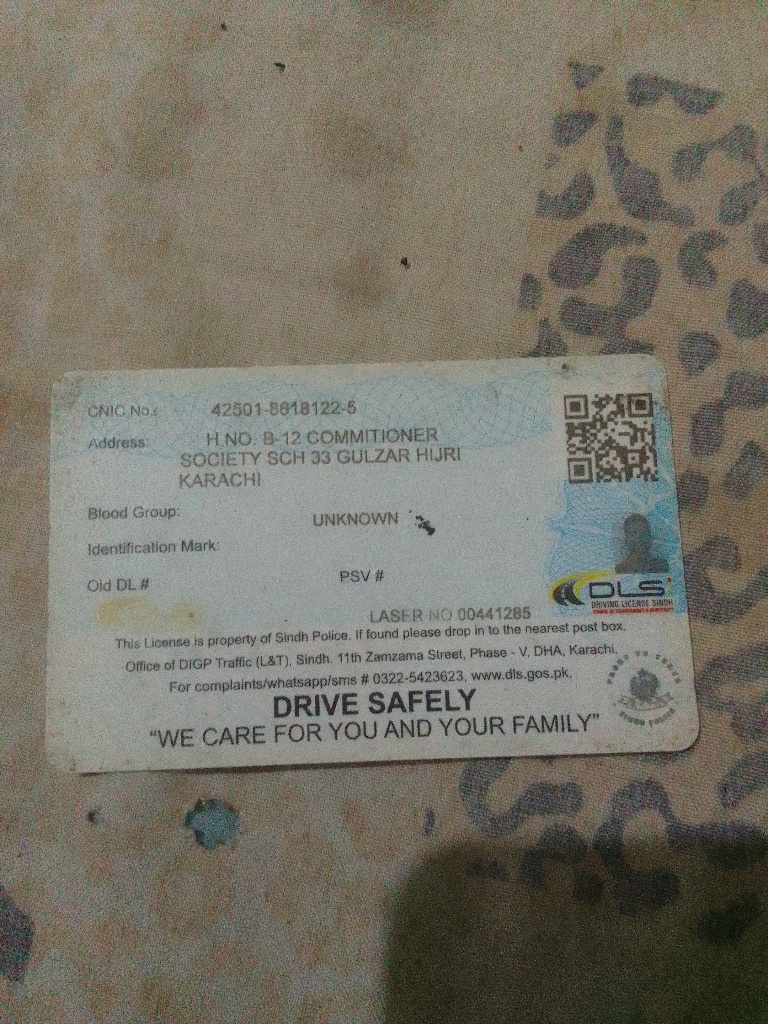 CNIC No.: 42501-8618122-5
Address: H.NO. B-12 COMMITIONER
SOCIETY SCH 33 GULZAR HIJRI
KARACHI
Blood Group: UNKNOWN
Identification Mark:
Old DL # PSV #
DLS
DRIVING LICENSE SINDH
LASER NO 00441285
This License is property of Sindh Police. If found please drop in to the nearest post box.
Office of DIGP Traffic (L&T), Sindh. 11th Zamzama Street, Phase - V, DHA, Karachi.
For complaints/whatsapp/sms # 0322-5423623, www.dls.gos.pk,
DRIVE SAFELY
"WE CARE FOR YOU AND YOUR FAMILY"